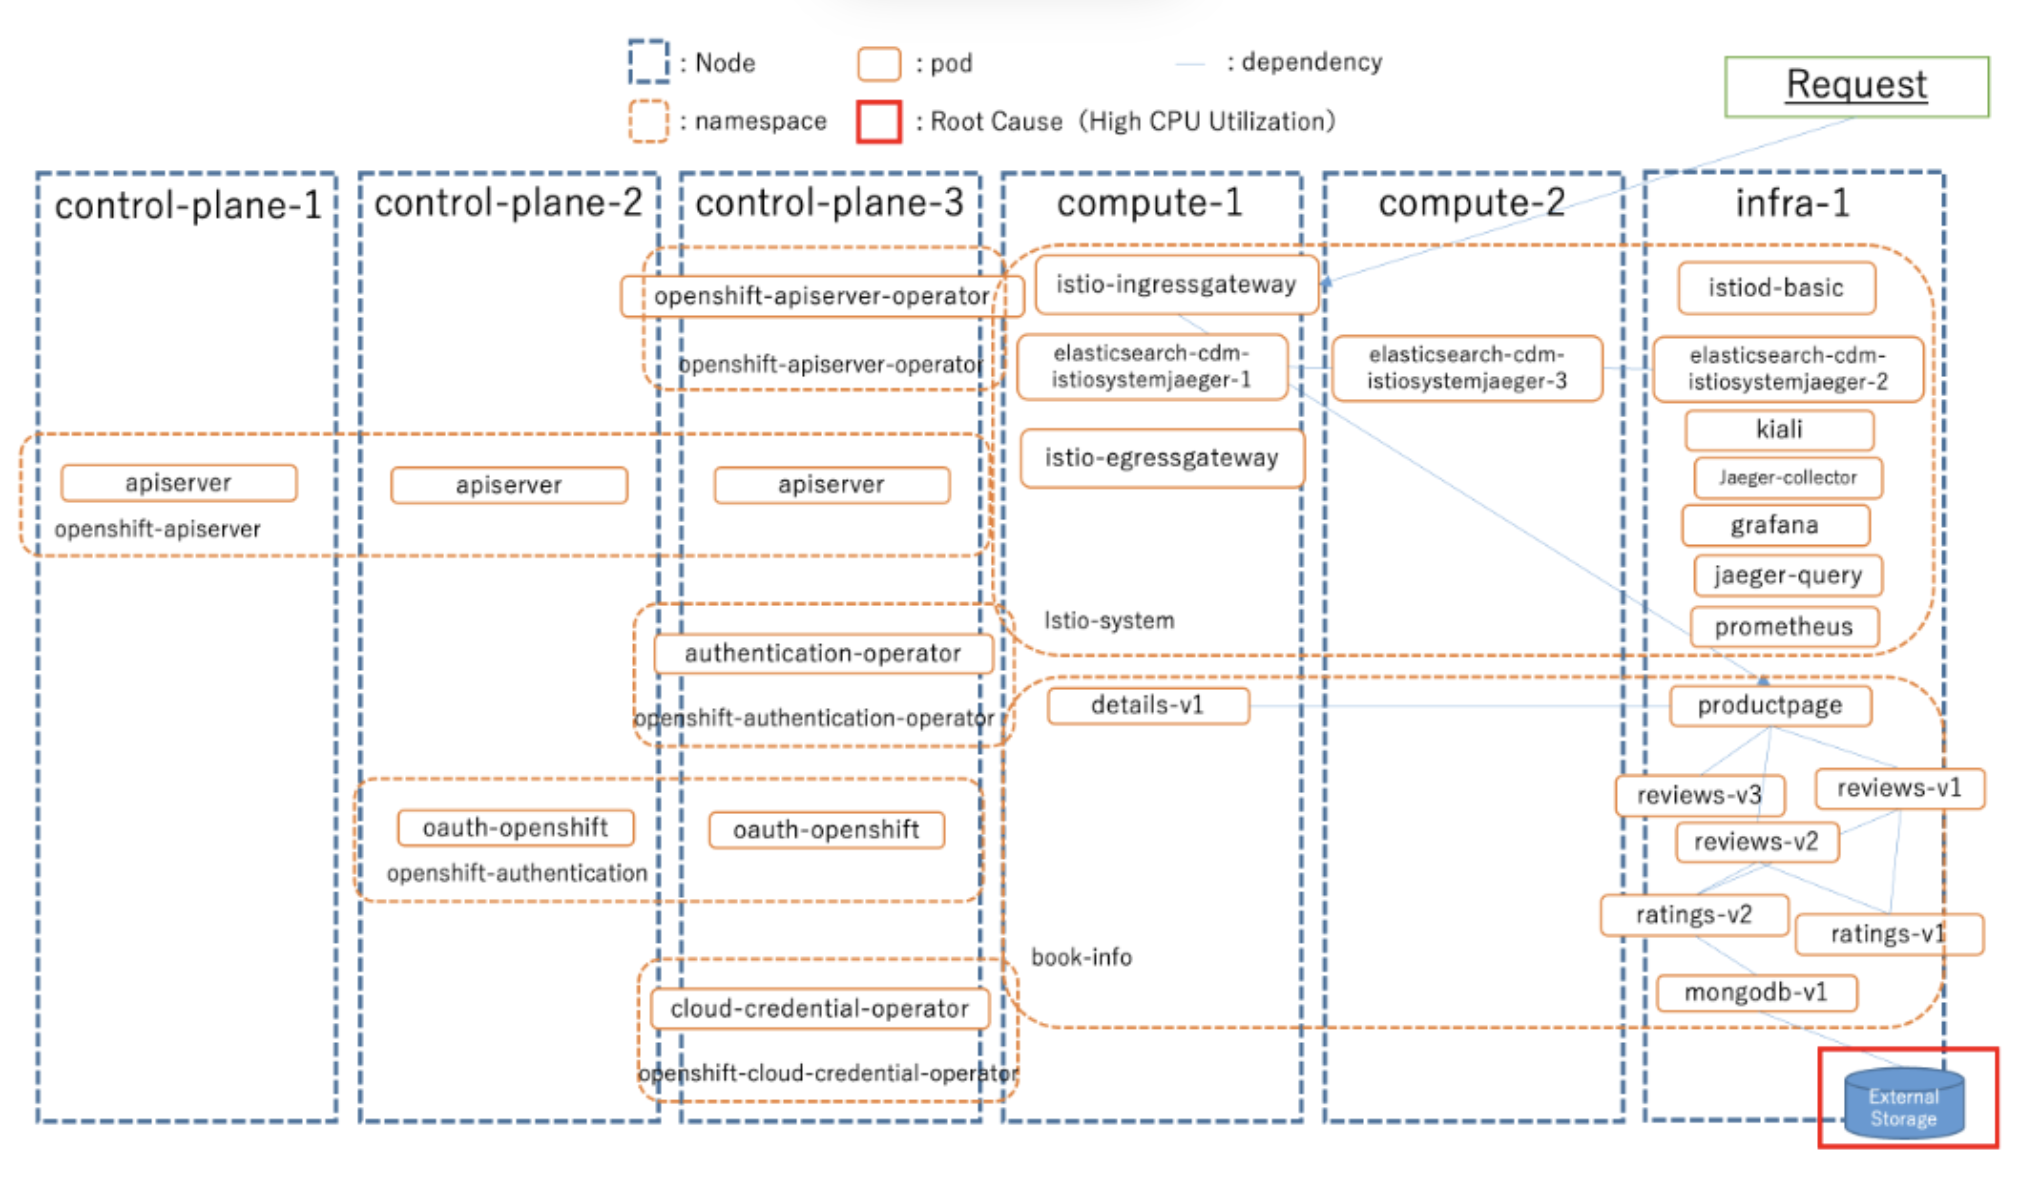 : Node
: pod
: dependency
: namespace
: Root Cause（High CPU Utilization）
Request
control-plane-1
control-plane-2
control-plane-3
compute-1
compute-2
infra-1
openshift-apiserver-operator
openshift-apiserver-operator
apiserver
apiserver
apiserver
openshift-apiserver
authentication-operator
openshift-authentication-operator
oauth-openshift
oauth-openshift
openshift-authentication
cloud-credential-operator
openshift-cloud-credential-operator
istio-ingressgateway
istiod-basic
elasticsearch-cdm-
istiosystemjaeger-1
elasticsearch-cdm-
istiosystemjaeger-3
elasticsearch-cdm-
istiosystemjaeger-2
istio-egressgateway
kiali
Jaeger-collector
grafana
jaeger-query
prometheus
Istio-system
details-v1
productpage
reviews-v3
reviews-v1
reviews-v2
ratings-v2
ratings-v1
book-info
mongodb-v1
External
Storage